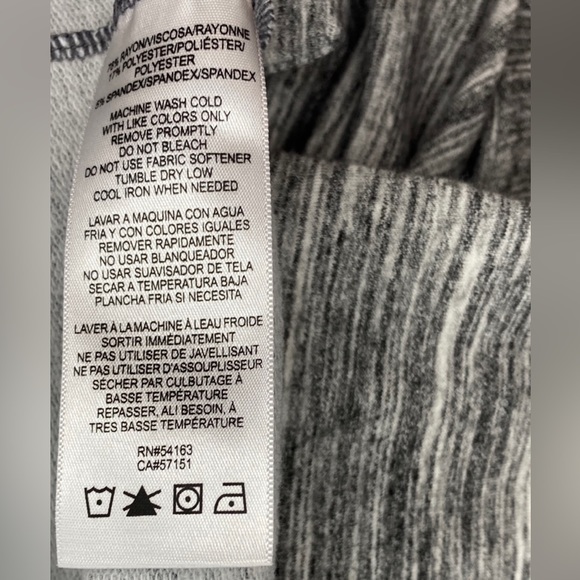 78% RAYON/VISCOSA/RAYONNE
17% POLYESTER/POLIÉSTER/
POLYESTER
5% SPANDEX/SPANDEX/SPANDEX
MACHINE WASH COLD
WITH LIKE COLORS ONLY
REMOVE PROMPTLY
DO NOT BLEACH
DO NOT USE FABRIC SOFTENER
TUMBLE DRY LOW
COOL IRON WHEN NEEDED
LAVAR A MAQUINA CON AGUA
FRIA Y CON COLORES IGUALES
REMOVER RAPIDAMENTE
NO USAR BLANQUEADOR
NO USAR SUAVISADOR DE TELA
SECAR A TEMPERATURA BAJA
PLANCHA FRIA SI NECESITA
LAVER À LA MACHINE À LEAU FROIDE
SORTIR IMMÉDIATEMENT
NE PAS UTILISER DE JAVELLISANT
NE PAS UTILISER D'ASSOUPLISSEUR
SÉCHER PAR CULBUTAGE À
BASSE TEMPÉRATURE
REPASSER, ALI BESOIN, À
TRES BASSE TEMPÉRATURE
RN#54163
CA#57151